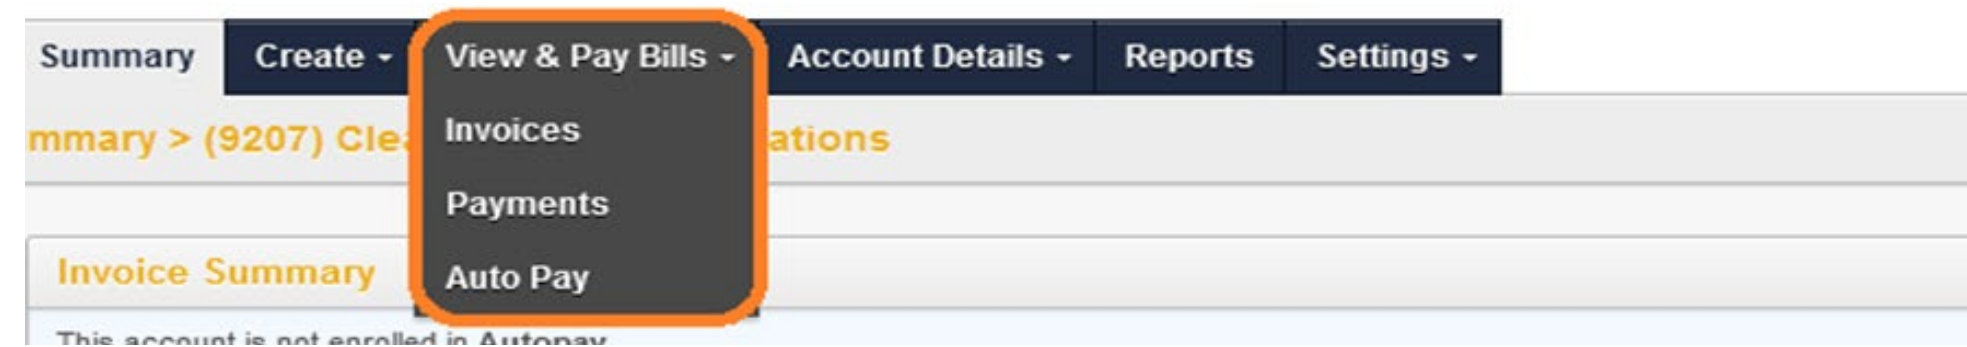 Summary Create View & Pay Bills Account Details Reports Settings
mmary > (9207) Clea ations
Invoices
Payments
Invoice Summary
Auto Pay
This account is not enrolled in Autopay